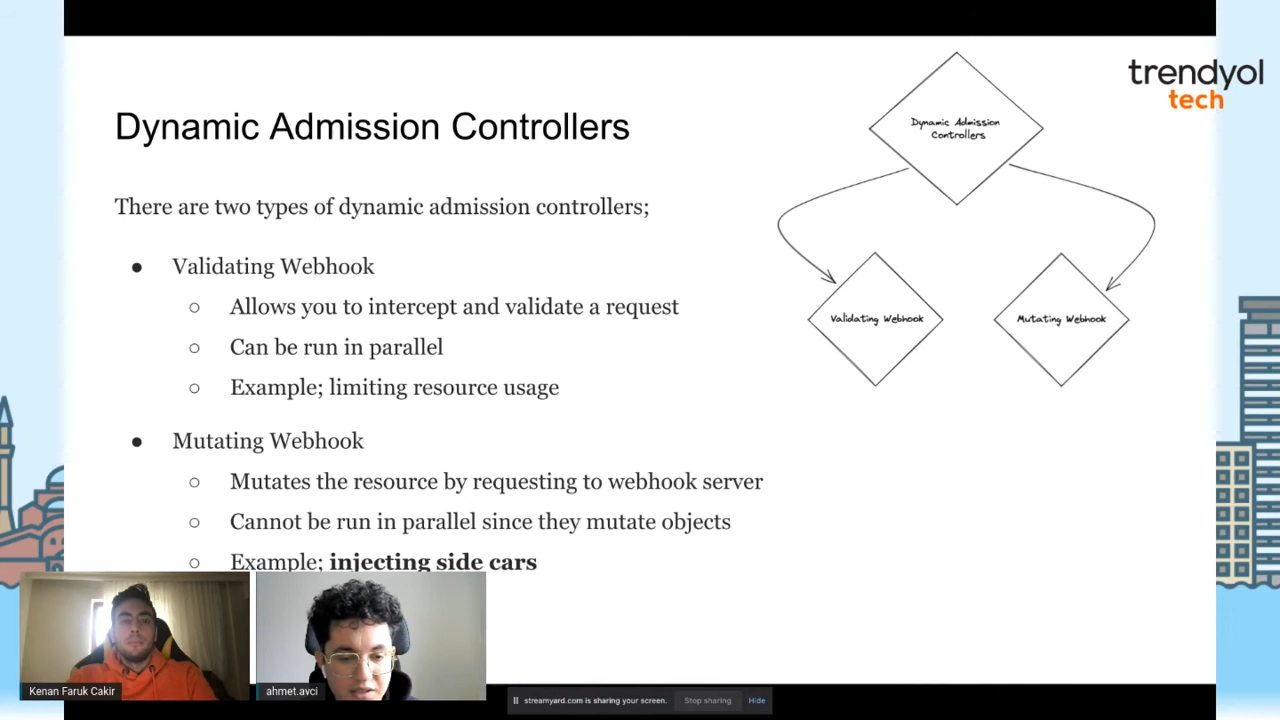 trendyol
tech
Dynamic Admission Controllers
There are two types of dynamic admission controllers;
● Validating Webhook
○ Allows you to intercept and validate a request
○ Can be run in parallel
○ Example; limiting resource usage
● Mutating Webhook
○ Mutates the resource by requesting to webhook server
○ Cannot be run in parallel since they mutate objects
○ Example; injecting side cars
Dynamic Admission
Controllers
Validating Webhook
Mutating Webhook
Kenan Faruk Cakir
ahmet.avci
streamyard.com is sharing your screen.
Stop sharing
Hide